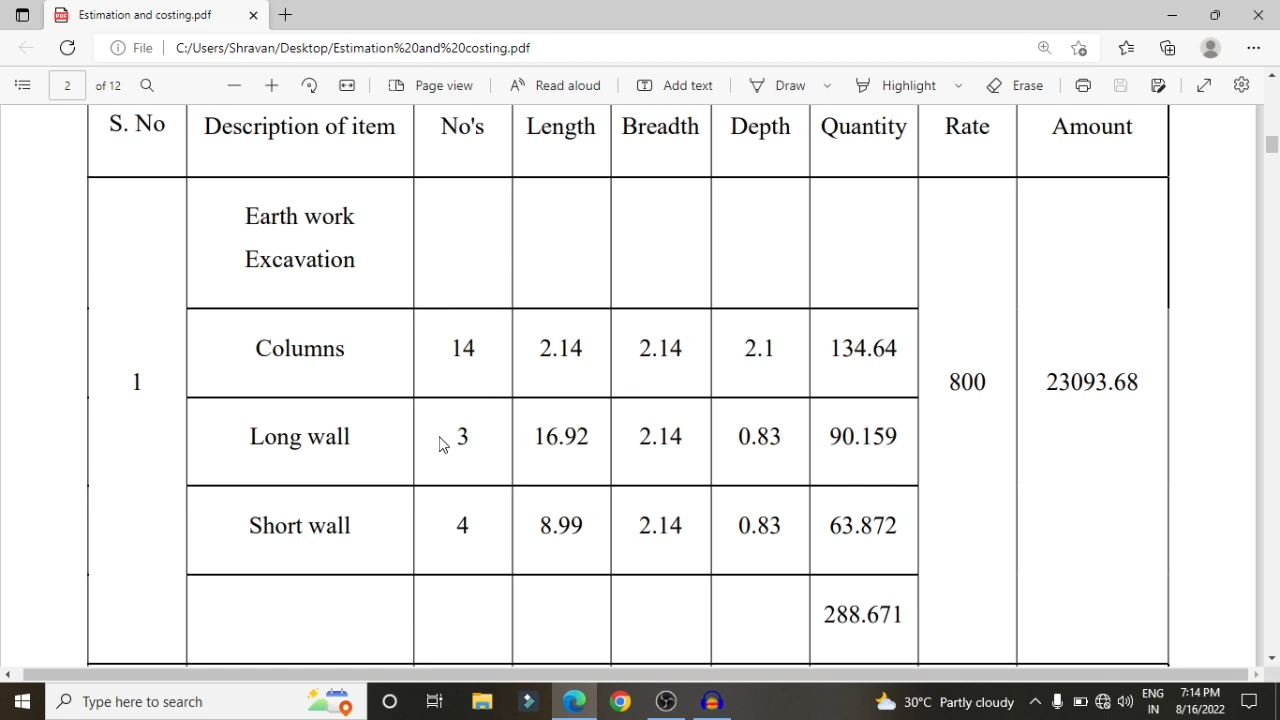 Estimation and costing.pdf
File
C:/Users/Shravan/Desktop/Estimation%20and%20costing.pdf
2 of 12
Page view
Read aloud
Add text
Draw
Highlight
Erase
S. No Description of item No's Length Breadth Depth Quantity Rate Amount
Earth work
Excavation
Columns 14 2.14 2.14 2.1 134.64
1 800 23093.68
Long wall 3 16.92 2.14 0.83 90.159
Short wall 4 8.99 2.14 0.83 63.872
288.671
Type here to search
30°C Partly cloudy
ENG
IN
7:14 PM
8/16/2022